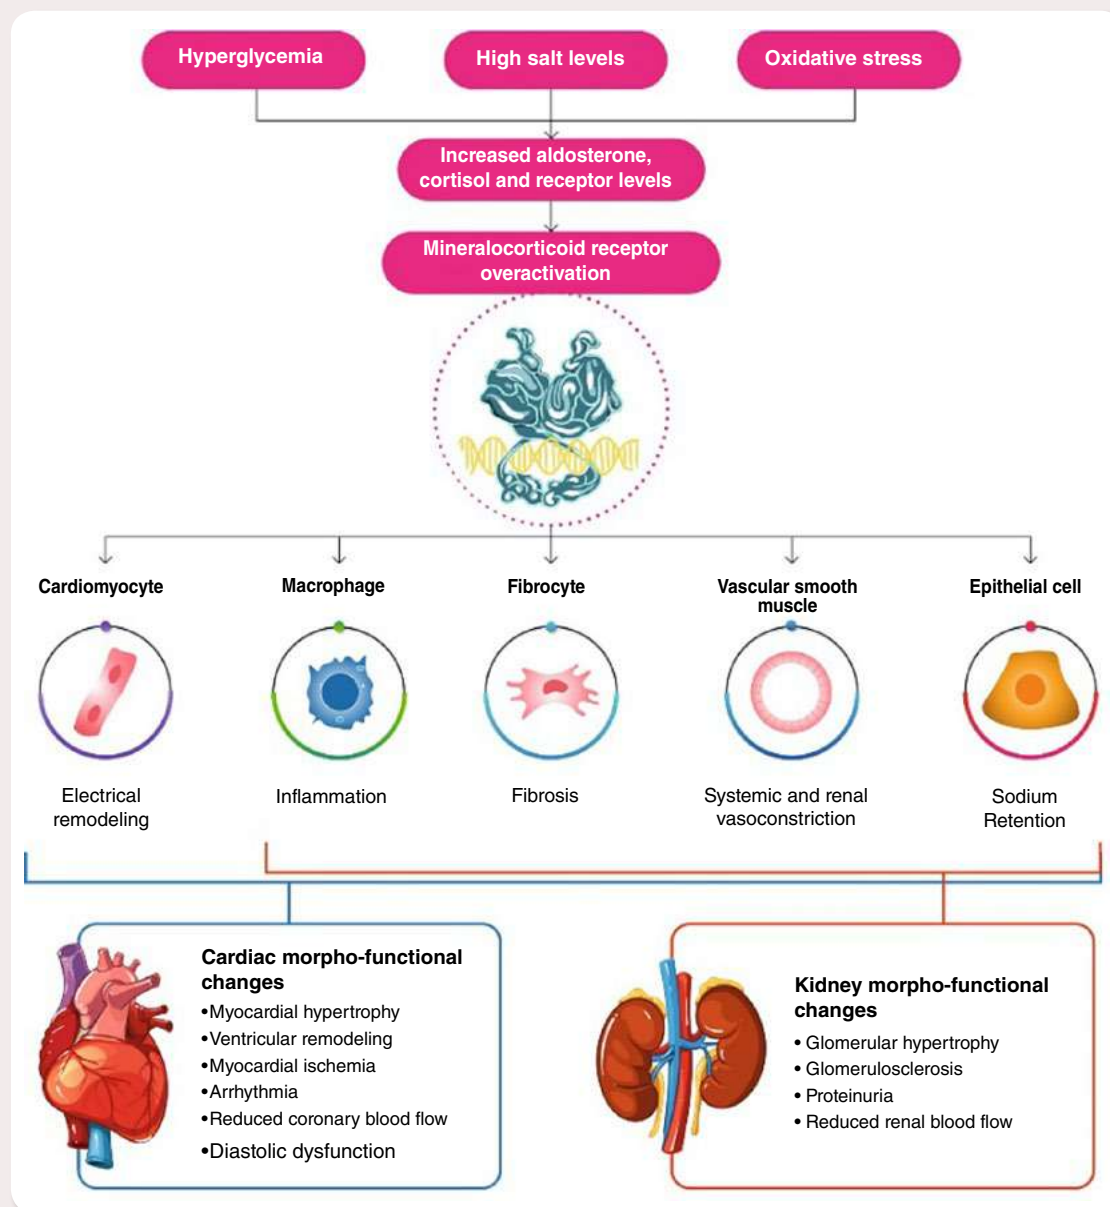 Hyperglycemia
High salt levels
Oxidative stress
Increased aldosterone,
cortisol and receptor levels
Mineralocorticoid receptor
overactivation
Cardiomyocyte
Macrophage
Fibrocyte
Vascular smooth
muscle
Epithelial cell
Electrical
remodeling
Inflammation
Fibrosis
Systemic and renal
vasoconstriction
Sodium
Retention
Cardiac morpho-functional
changes
•Myocardial hypertrophy
•Ventricular remodeling
•Myocardial ischemia
•Arrhythmia
•Reduced coronary blood flow
•Diastolic dysfunction
Kidney morpho-functional
changes
• Glomerular hypertrophy
• Glomerulosclerosis
• Proteinuria
• Reduced renal blood flow